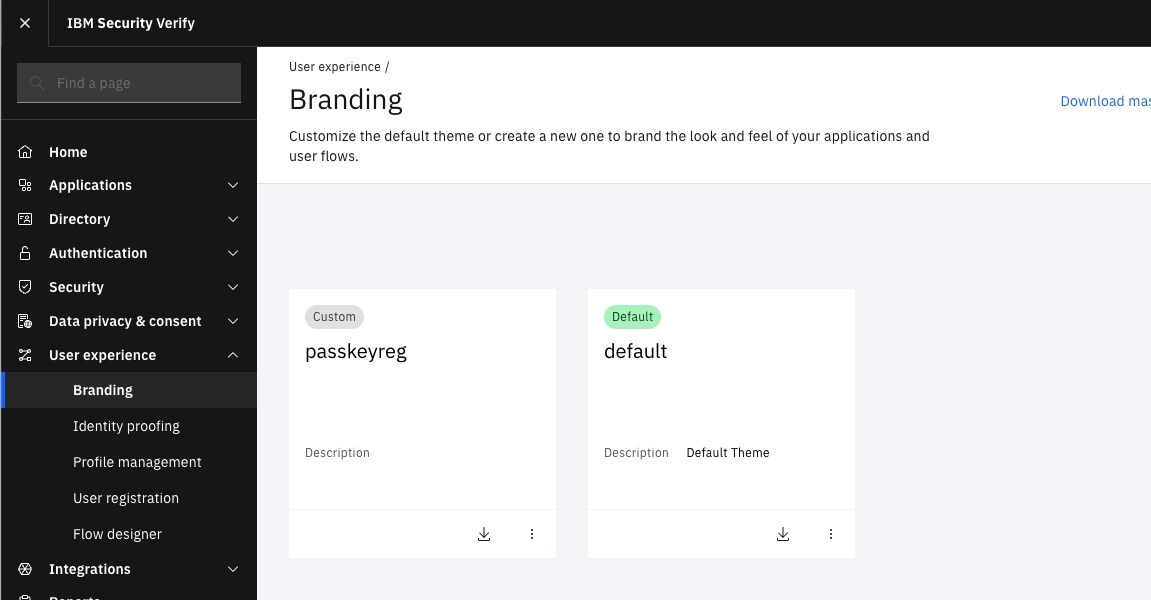 IBM Security Verify
Find a page
Home
Applications
Directory
Authentication
Security
Data privacy & consent
User experience
Branding
Identity proofing
Profile management
User registration
Flow designer
Integrations
Reports
User experience /
Branding
Download mas
Customize the default theme or create a new one to brand the look and feel of your applications and
user flows.
Custom
passkeyreg
Description
Default
default
Description Default Theme